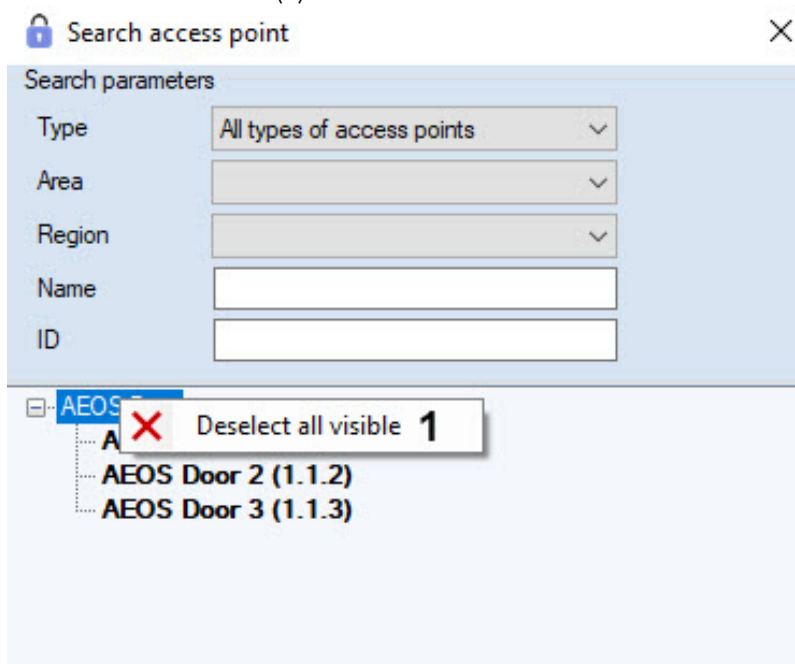 Search access point
Search parameters
Type All types of access points
Area
Region
Name
ID
AEOS
Deselect all visible 1
A
AEOS Door 2 (1.1.2)
AEOS Door 3 (1.1.3)